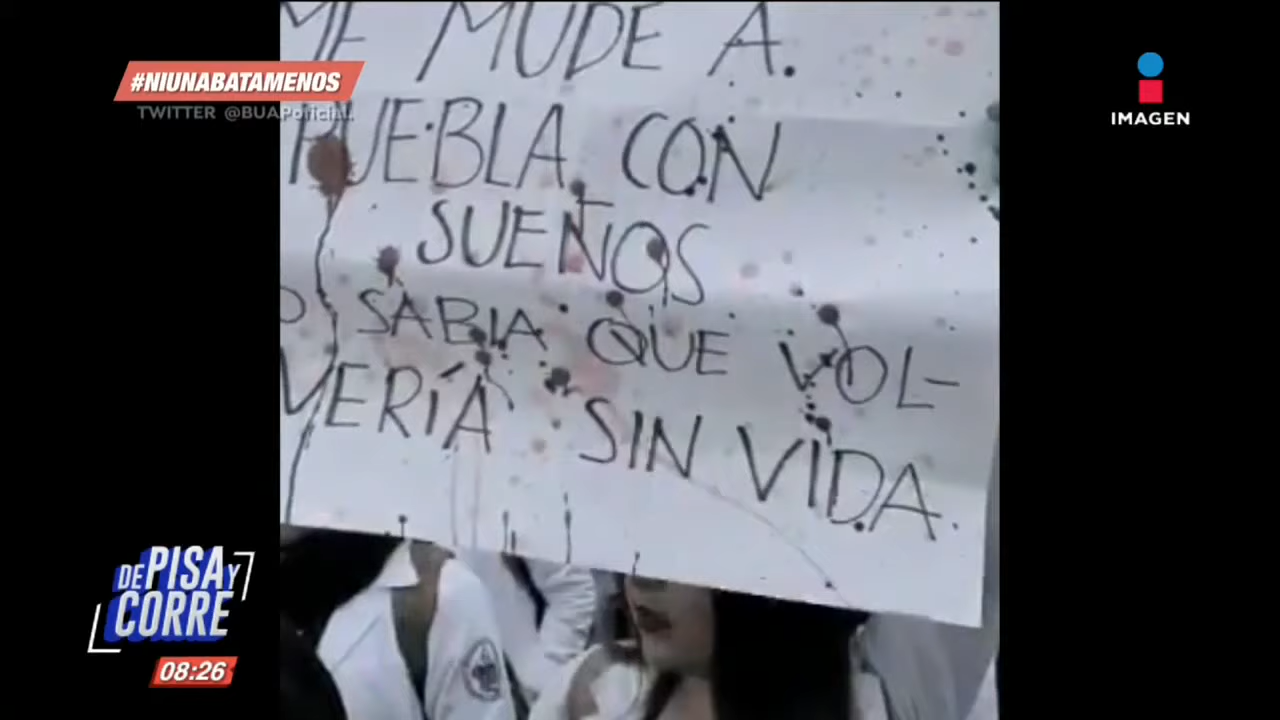 #NIUNABATAMENOS
TWITTER @BUAPoficial
IMAGEN
ME MUDE A.
PUEBLA CON
SUEÑOS
SABIA QUE VOL-
VERÍA SIN VIDA.
DE PISA Y
CORRE
08:26